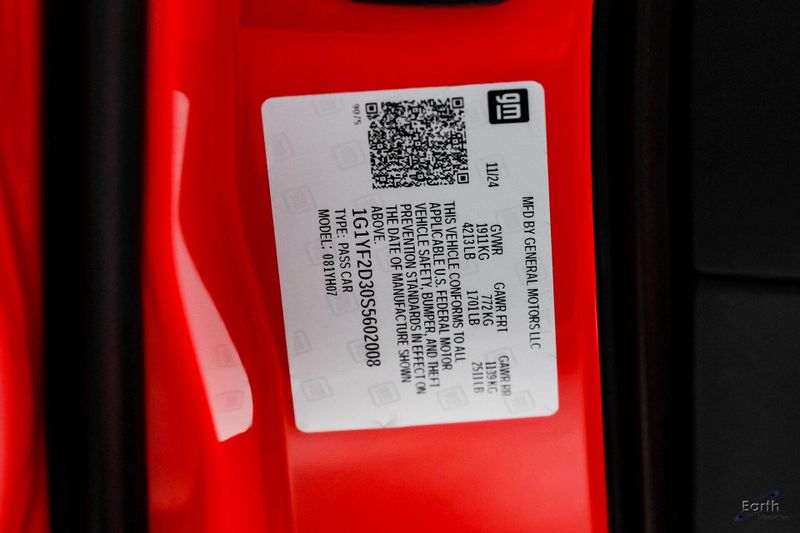 gm
MFD BY GENERAL MOTORS LLC
11/24
GVWR GAWR FRT GAWR RR
1911KG 772KG 1139KG
4213LB 1701LB 2511LB
THIS VEHICLE CONFORMS TO ALL
APPLICABLE U.S. FEDERAL MOTOR
VEHICLE SAFETY, BUMPER, AND THEFT
PREVENTION STANDARDS IN EFFECT ON
THE DATE OF MANUFACTURE SHOWN
ABOVE.
1G1YF2D30S5602008
TYPE: PASS CAR
MODEL: 081YH07
9075
Earth